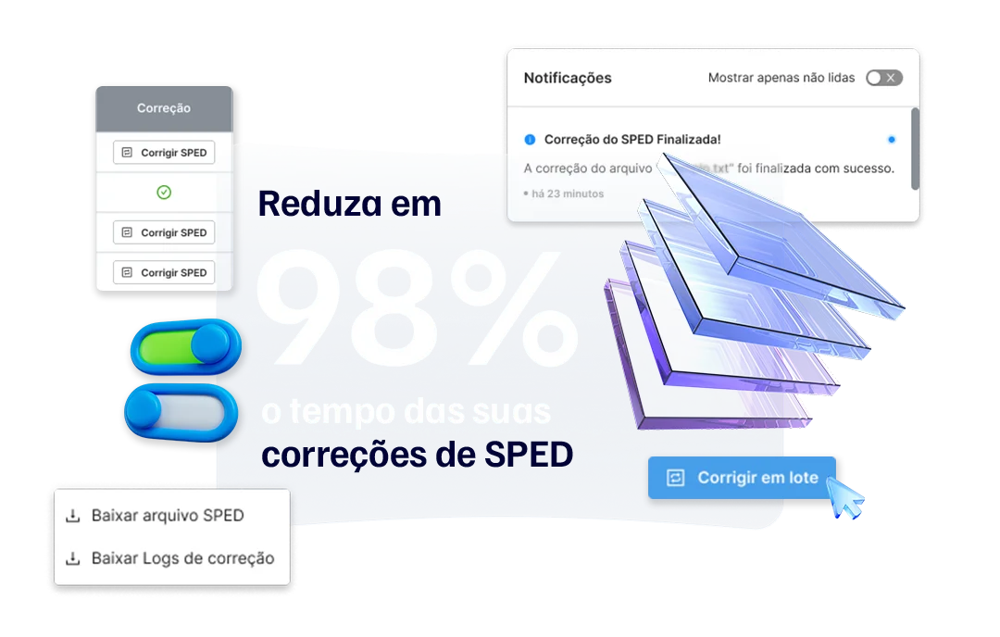 Correção
Corrigir SPED
Corrigir SPED
Corrigir SPED
Notificações
Mostrar apenas não lidas
Correção do SPED Finalizada!
A correção do arquivo txt” foi finalizada com sucesso.
há 23 minutos
Reduza em
98%
o tempo das suas
correções de SPED
Corrigir em lote
Baixar arquivo SPED
Baixar Logs de correção